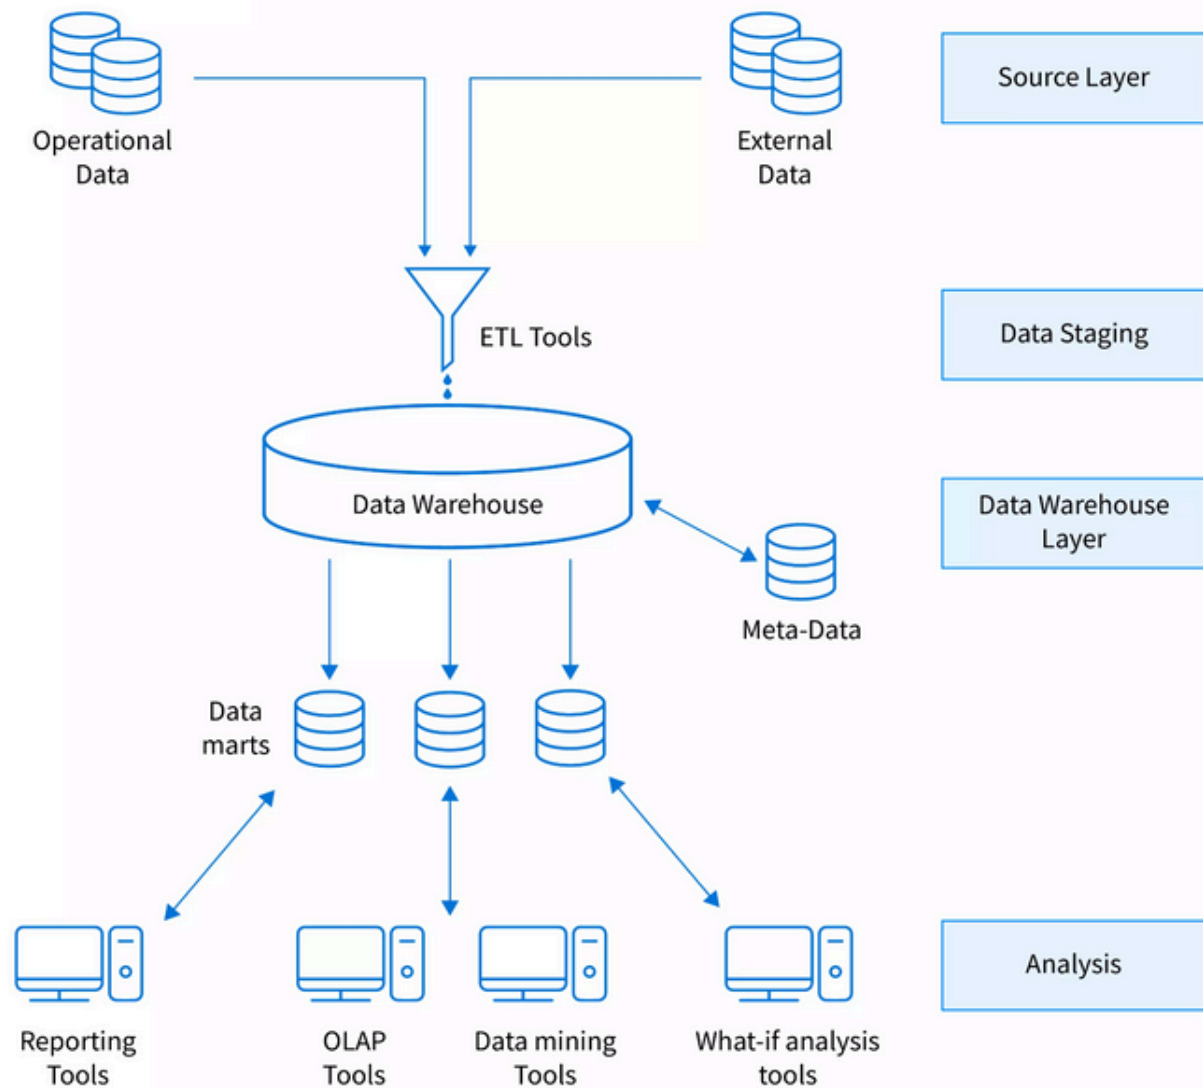 Operational
Data
External
Data
Source Layer
ETL Tools
Data Staging
Data Warehouse
Data Warehouse
Layer
Meta-Data
Data
marts
Analysis
Reporting
Tools
OLAP
Tools
Data mining
Tools
What-if analysis
tools